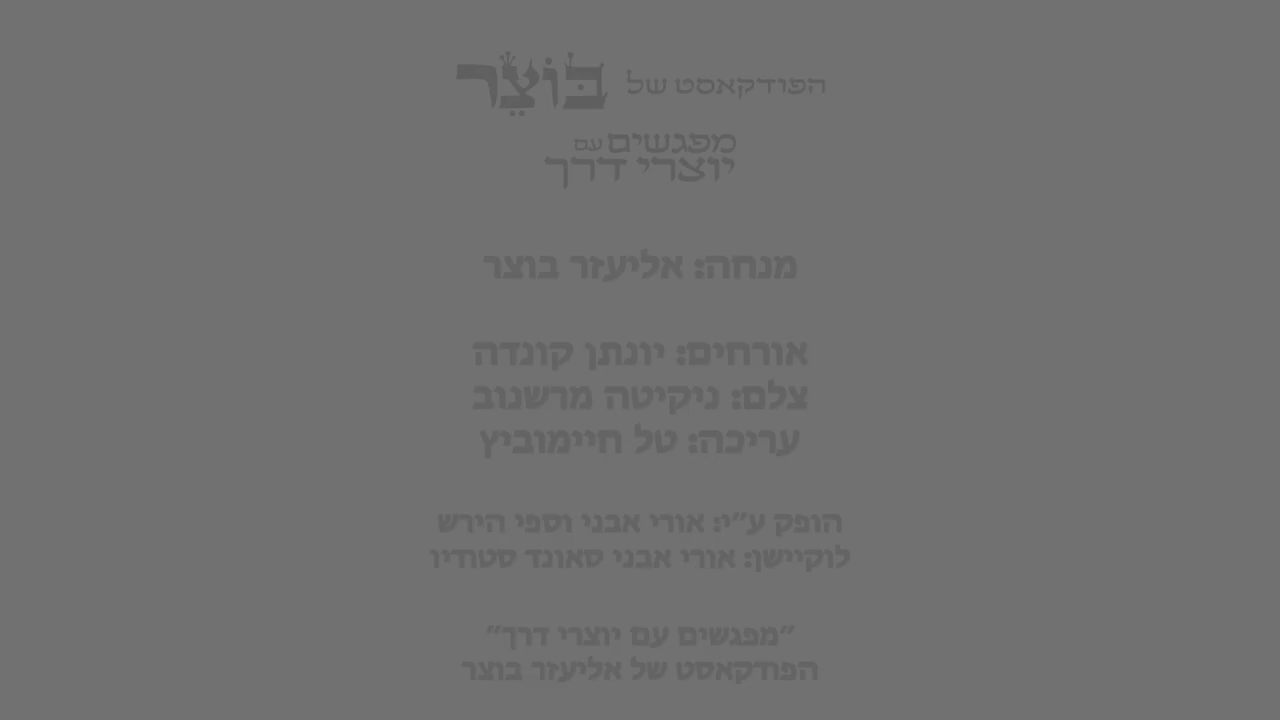 הפודקאסט של בּוֹצֵר
מפגשים עם
יוצרי דרך
מנחה: אליעזר בוצר
אורחים: יונתן קונדה
צלם: ניקיטה מרשנוב
עריכה: טל חיימוביץ
הופק ע״י: אורי אבני וספי הירש
לוקיישן: אורי אבני סאונד סטודיו
״מפגשים עם יוצרי דרך״
הפודקאסט של אליעזר בוצר